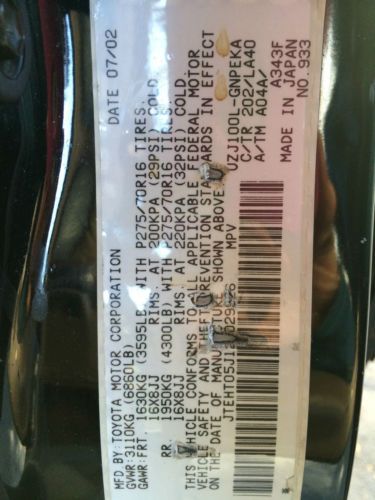 MFD BY: TOYOTA MOTOR CORPORATION DATE 07/02
GVWR: 3110KG (6860LB)
GAWR: FRT. 1630KG (3595LB) WITH P275/70R16 TIRES,
16X8JJ RIMS, AT 200KPA (29PSI) COLD.
RR. 1950KG (4300LB) WITH P275/70R16 TIRES,
16X8JJ RIMS, AT 220KPA (32PSI) COLD.
THIS VEHICLE CONFORMS TO ALL APPLICABLE FEDERAL MOTOR
VEHICLE SAFETY AND THEFT PREVENTION STANDARDS IN EFFECT
ON THE DATE OF MANUFACTURE SHOWN ABOVE.
MPV
UZJ100L-GNPEKA
C/TR 202/LA40
A/TM A04A/ A343F
MADE IN JAPAN
NO.933